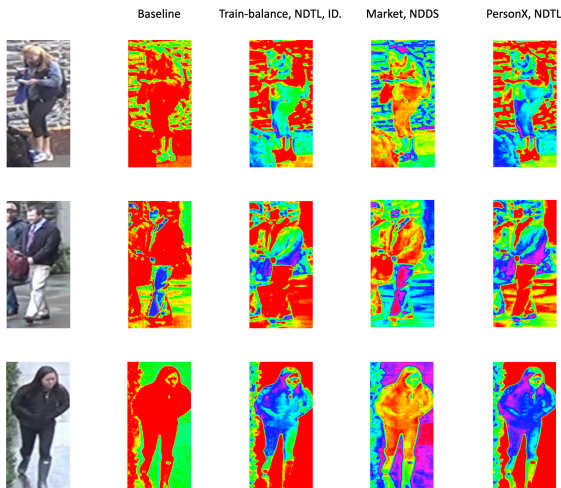 Baseline Train-balance, NDTL, ID. Market, NDDS PersonX, NDTL